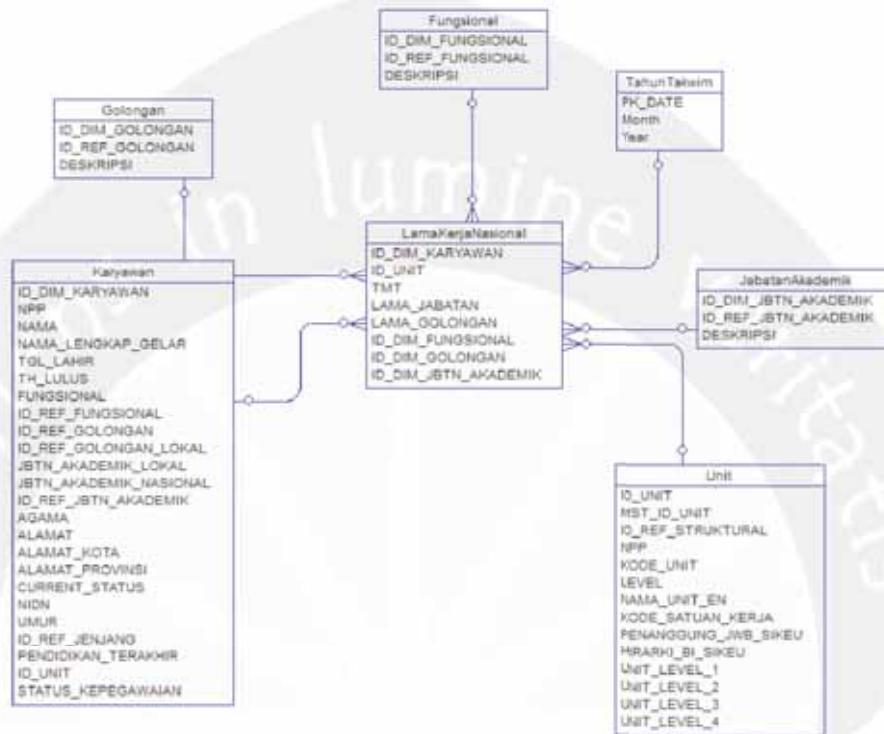 Fungsional
ID_DIM_FUNGSIONAL
ID_REF_FUNGSIONAL
DESKRIPSI
TahunTakwim
PK_DATE
Month
Year
Golongan
ID_DIM_GOLONGAN
ID_REF_GOLONGAN
DESKRIPSI
LamaKerjaNasional
ID_DIM_KARYAWAN
ID_UNIT
TMT
LAMA_JABATAN
LAMA_GOLONGAN
ID_DIM_FUNGSIONAL
ID_DIM_GOLONGAN
ID_DIM_JBTN_AKADEMIK
Karyawan
ID_DIM_KARYAWAN
NPP
NAMA
NAMA_LENGKAP_GELAR
TGL_LAHIR
TH_LULUS
FUNGSIONAL
ID_REF_FUNGSIONAL
ID_REF_GOLONGAN
ID_REF_GOLONGAN_LOKAL
JBTN_AKADEMIK_LOKAL
JBTN_AKADEMIK_NASIONAL
ID_REF_JBTN_AKADEMIK
AGAMA
ALAMAT
ALAMAT_KOTA
ALAMAT_PROVINSI
CURRENT_STATUS
NIDN
UMUR
ID_REF_JENJANG
PENDIDIKAN_TERAKHIR
ID_UNIT
STATUS_KEPEGAWAIAN
JabatanAkademik
ID_DIM_JBTN_AKADEMIK
ID_REF_JBTN_AKADEMIK
DESKRIPSI
Unit
ID_UNIT
MST_ID_UNIT
ID_REF_STRUKTURAL
NPP
KODE_UNIT
LEVEL
NAMA_UNIT_EN
KODE_SATUAN_KERJA
PENANGGUNG_JWB_SIKEU
HIRARKI_BI_SIKEU
UNIT_LEVEL_1
UNIT_LEVEL_2
UNIT_LEVEL_3
UNIT_LEVEL_4
in lumine veritatis